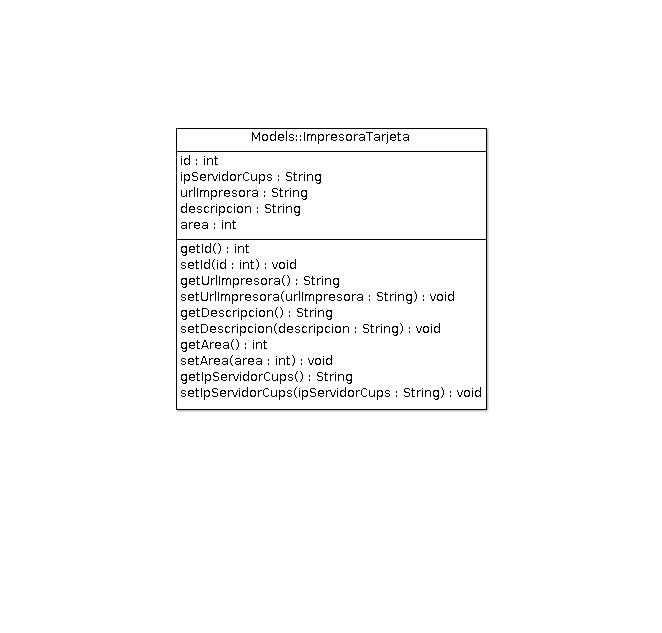 Models::ImpresoraTarjeta
id : int
ipServidorCups : String
urlImpresora : String
descripcion : String
area : int
getId() : int
setId(id : int) : void
getUrlImpresora() : String
setUrlImpresora(urlImpresora : String) : void
getDescripcion() : String
setDescripcion(descripcion : String) : void
getArea() : int
setArea(area : int) : void
getIpServidorCups() : String
setIpServidorCups(ipServidorCups : String) : void